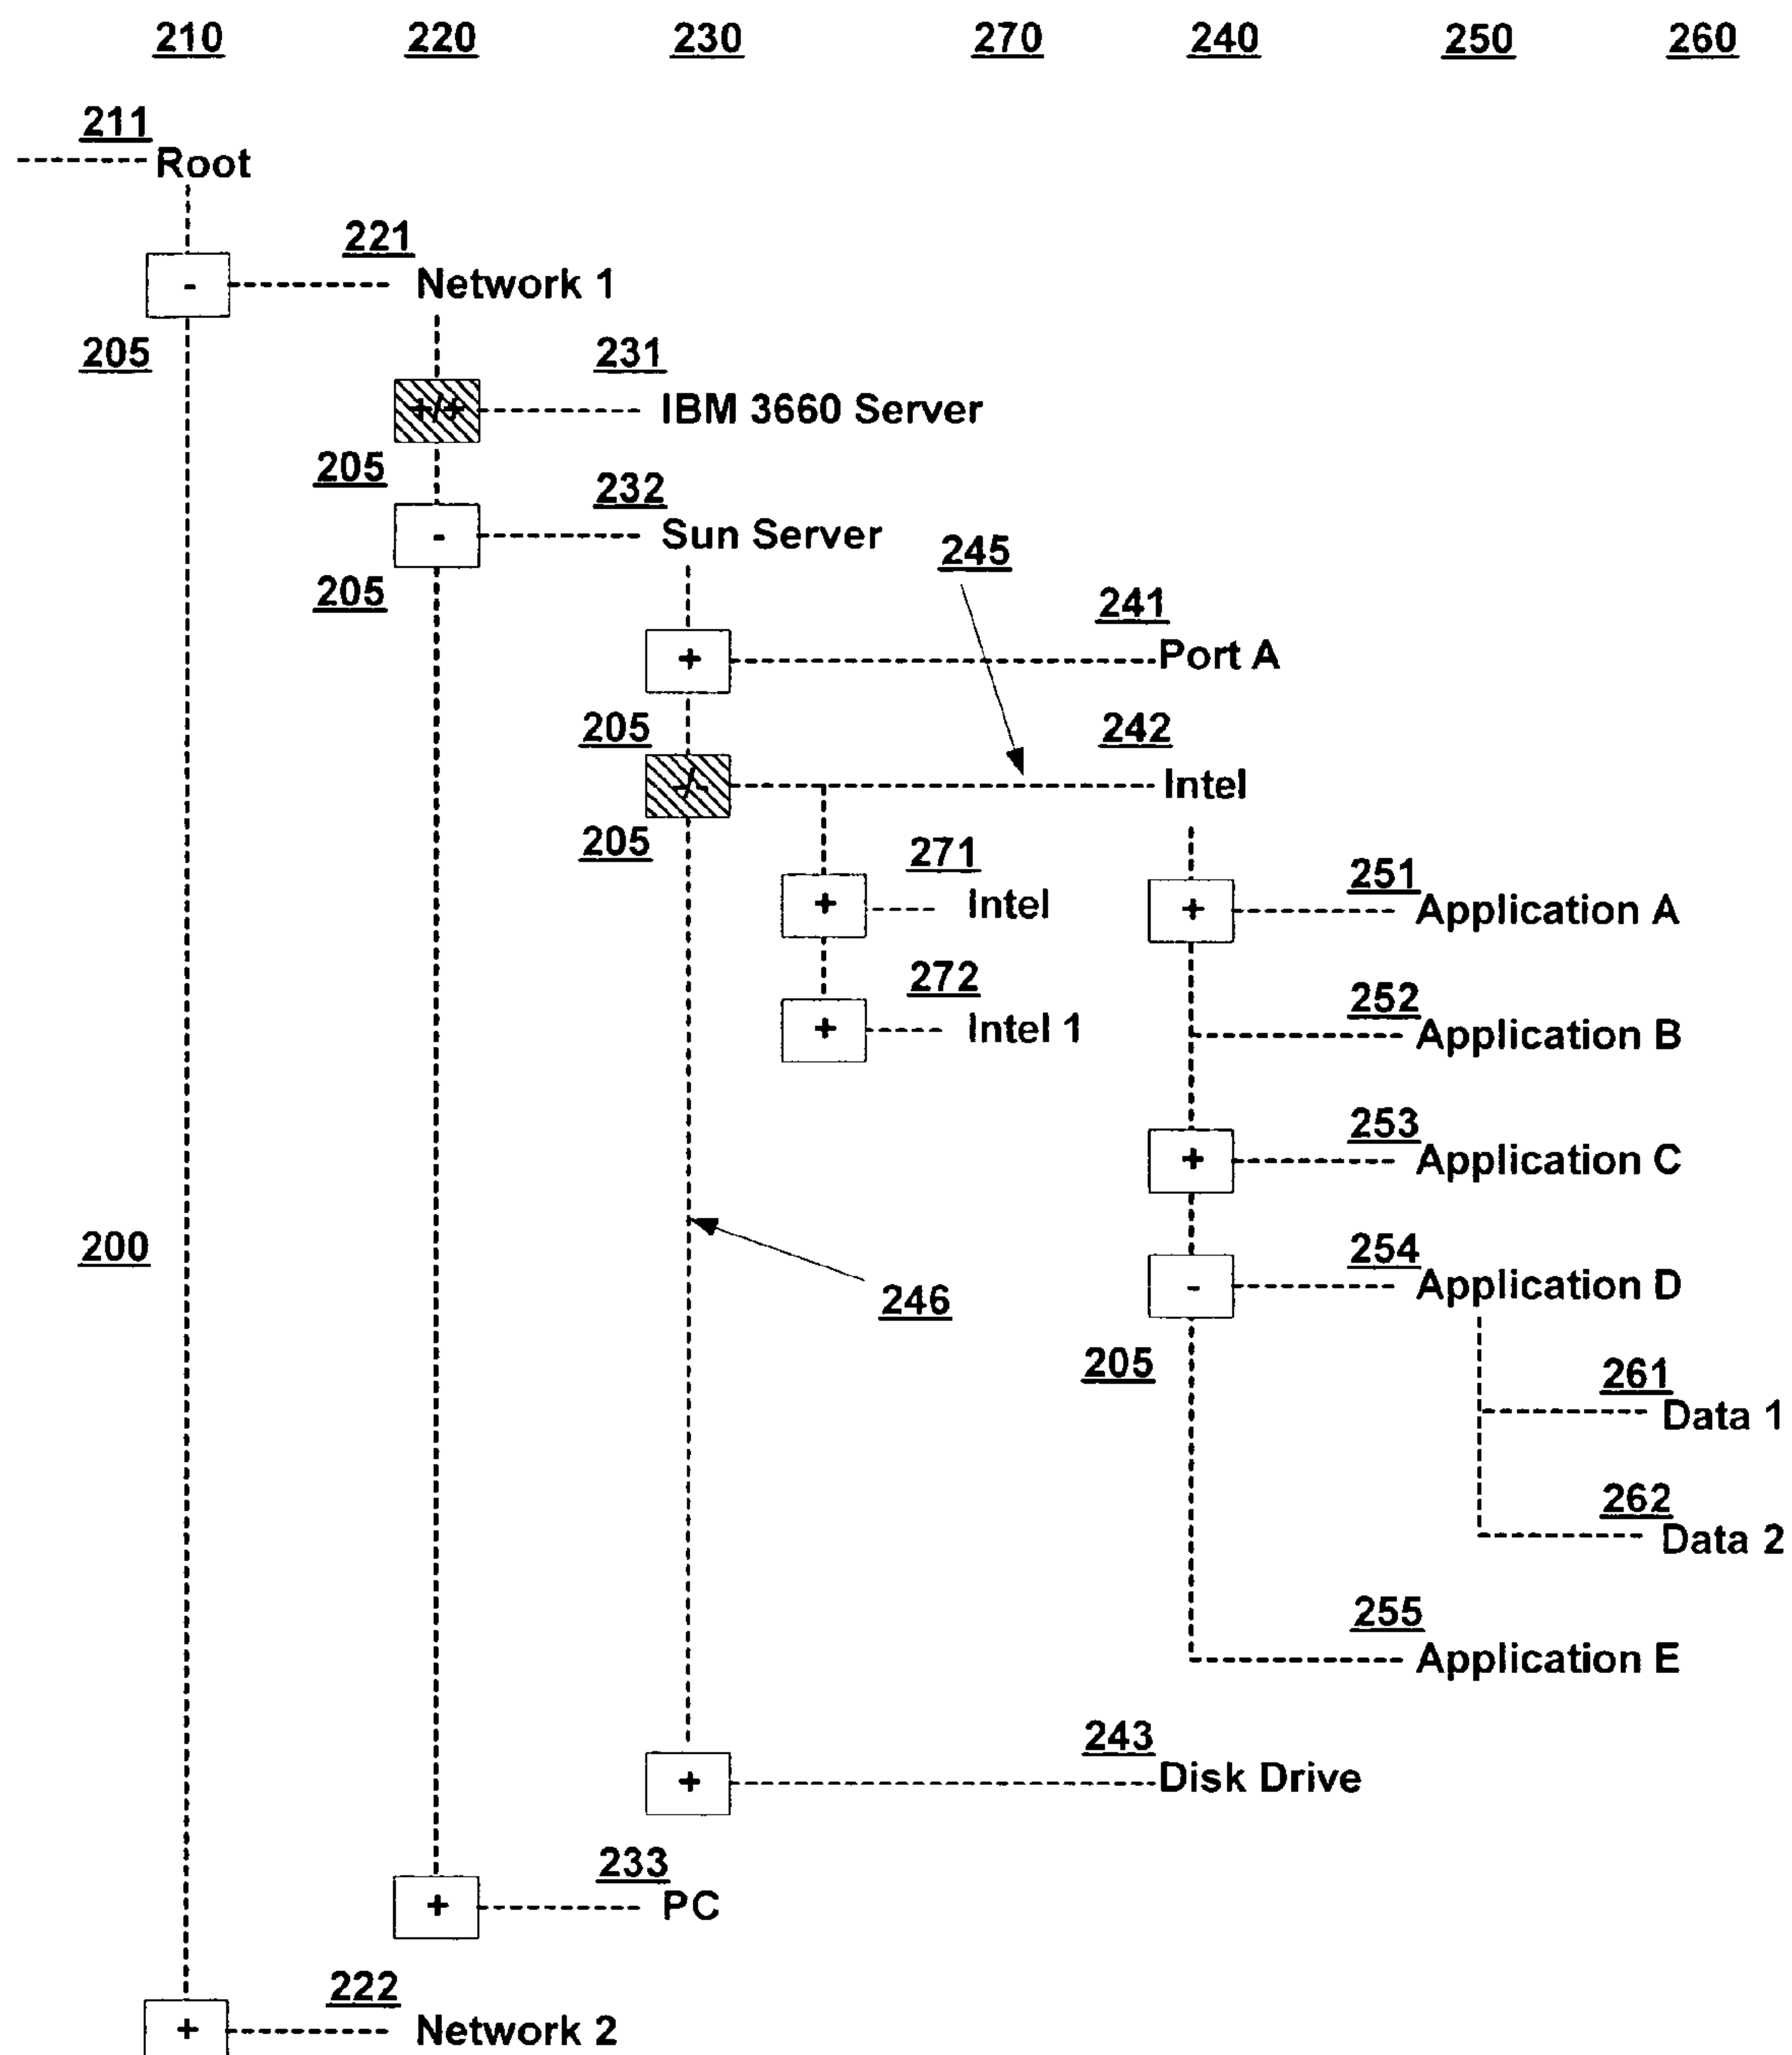 210 220 230 270 240 250 260
211
Root
221
- Network 1
205 231
+/+ IBM 3660 Server
205 232
- Sun Server
245
205 241
+ Port A
205 242
-/- Intel
205 271
+ Intel
251
+ Application A
272
+ Intel 1
252
Application B
253
+ Application C
200 254
- Application D
246
205 261
Data 1
262
Data 2
255
Application E
243
+ Disk Drive
233
+ PC
222
+ Network 2